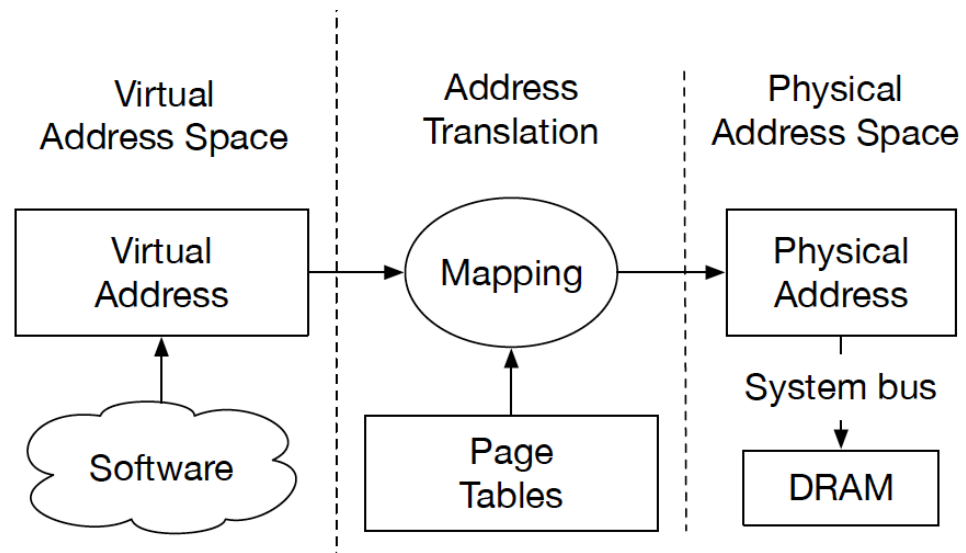 Virtual
Address Space
Address
Translation
Physical
Address Space
Virtual
Address
Mapping
Physical
Address
System bus
Software
Page
Tables
DRAM